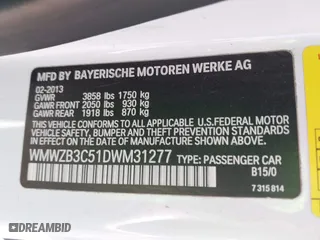 MFD BY BAYERISCHE MOTOREN WERKE AG
02-2013
GVWR 3858 lbs 1750 kg
GAWR FRONT 2050 lbs 930 kg
GAWR REAR 1918 lbs 870 kg
THIS VEHICLE CONFORMS TO ALL APPLICABLE
U.S.FEDERAL MOTOR VEHICLE SAFETY, BUMPER,
AND THEFT PREVENTION STANDARDS IN EFFECT
ON THE DATE OF MANUFACTURE SHOWN ABOVE.
WMWZB3C51DWM31277 TYPE: PASSENGER CAR
B15/0
7 315 814
DEALERS AUCTION